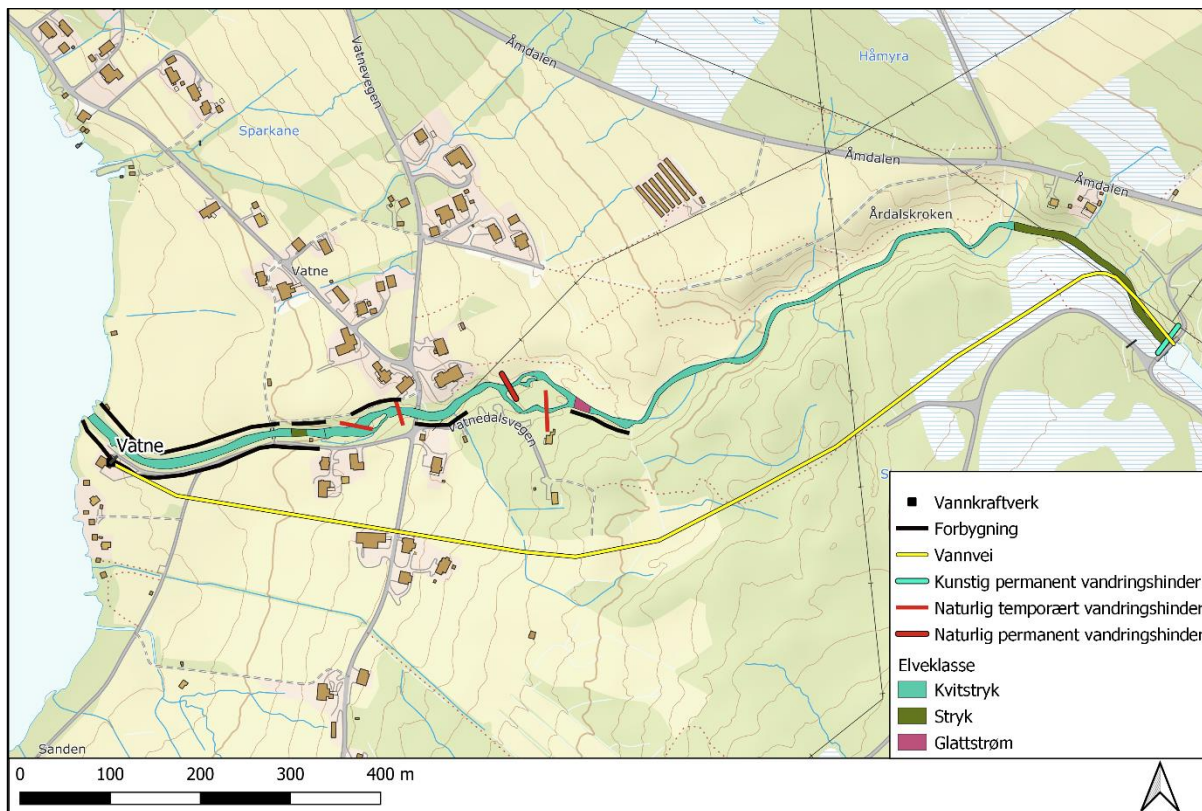 Vatnevegen
Åmdalen
Håmyra
Sparkane
Åmdalen
Åmdalen
Årdalskroken
Vatne
Vatnedalsvegen
Vatne
Sanden
Vannkraftverk
Forbygning
Vannvei
Kunstig permanent vandringshinder
Naturlig temporært vandringshinder
Naturlig permanent vandringshinder
Elveklasse
Kvitstryk
Stryk
Glattstrøm
0 100 200 300 400 m